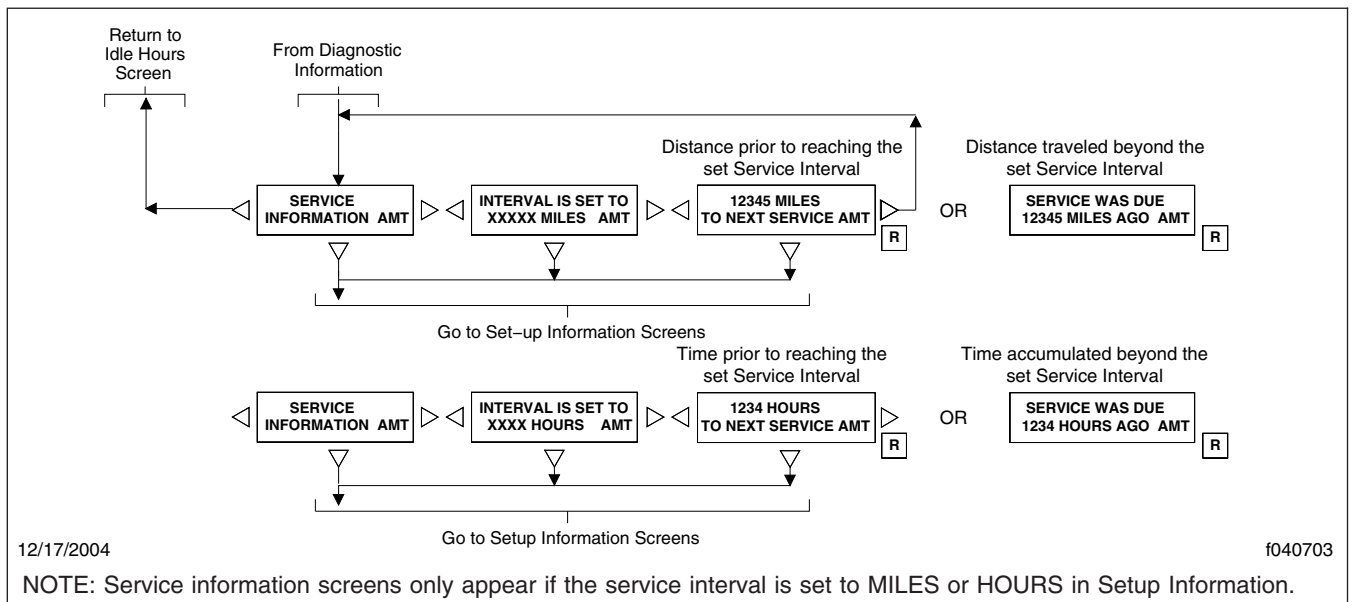 Return to
Idle Hours
Screen
From Diagnostic
Information
Distance prior to reaching the
set Service Interval
Distance traveled beyond the
set Service Interval
SERVICE
INFORMATION AMT
INTERVAL IS SET TO
XXXXX MILES AMT
12345 MILES
TO NEXT SERVICE AMT
R
OR
SERVICE WAS DUE
12345 MILES AGO AMT
R
Go to Set−up Information Screens
Time prior to reaching the
set Service Interval
Time accumulated beyond the
set Service Interval
SERVICE
INFORMATION AMT
INTERVAL IS SET TO
XXXX HOURS AMT
1234 HOURS
TO NEXT SERVICE AMT
R
OR
SERVICE WAS DUE
1234 HOURS AGO AMT
R
Go to Setup Information Screens
12/17/2004
f040703
NOTE: Service information screens only appear if the service interval is set to MILES or HOURS in Setup Information.